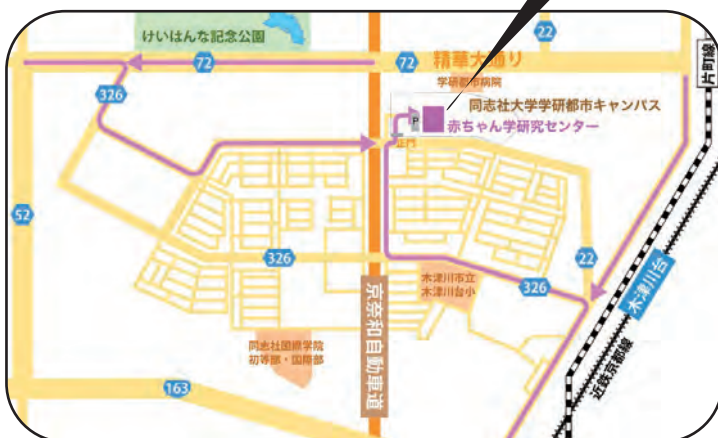 けいはんな記念公園
22
72
72
精華大通り
学研都市病院
片町線
326
同志社大学学研都市キャンパス
P
赤ちゃん学研究センター
正門
52
326
22
木津川市立
木津川台小
326
木津川台
京奈和自動車道
同志社国際学院
初等部・国際部
近鉄京都線
163